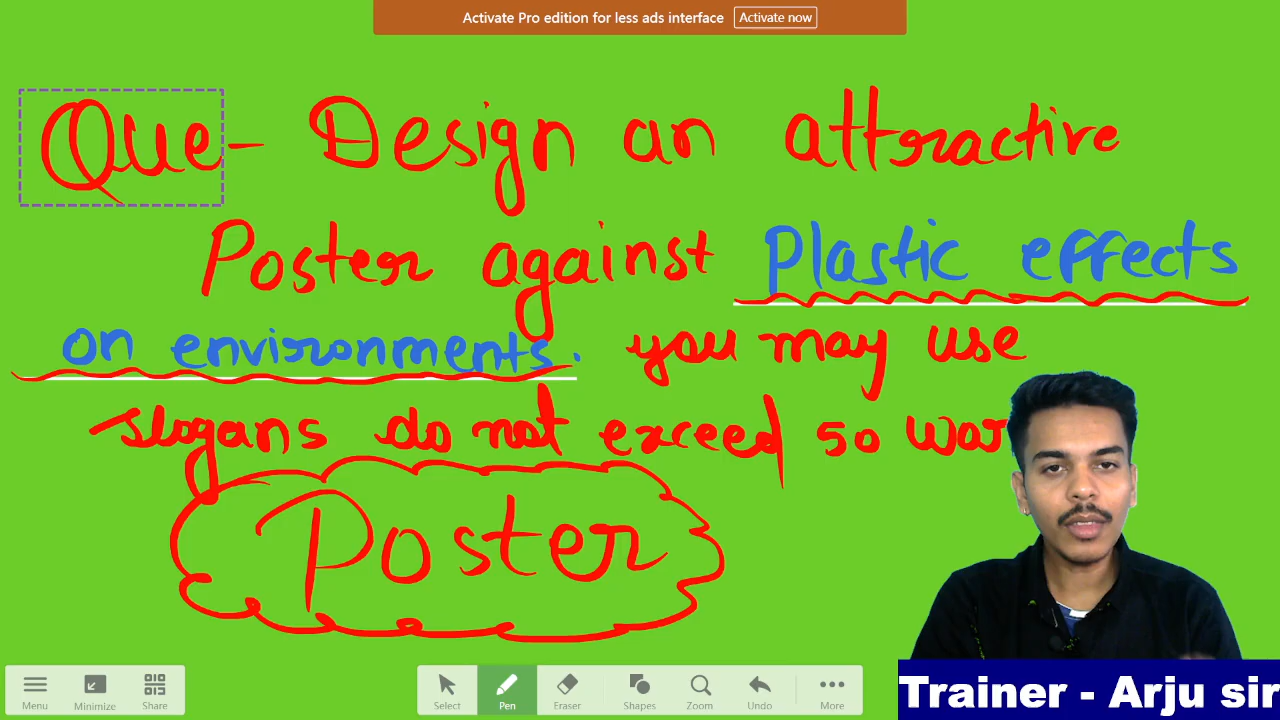 Activate Pro edition for less ads interface Activate now
Que- Design an attractive
Poster against Plastic effects
on environments. you may use
slogans do not exceed 50 wor
Poster
Menu Minimize Share Select Pen Eraser Shapes Zoom Undo More
Trainer - Arju sir